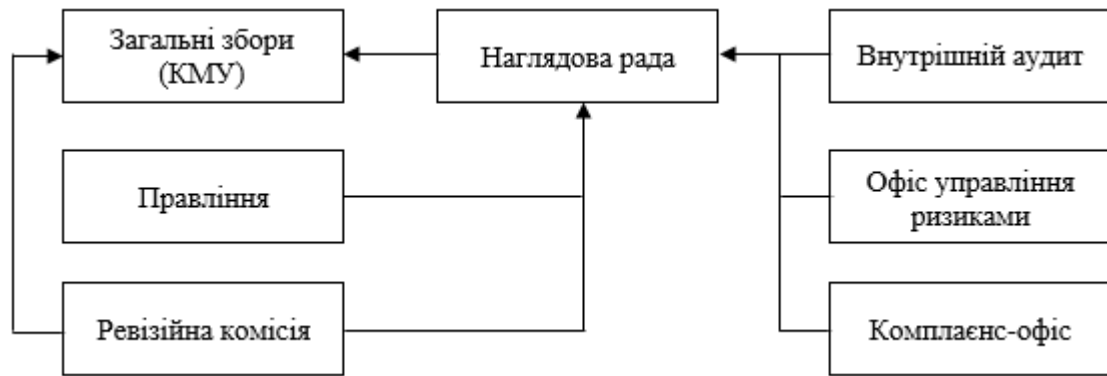 Загальні збори
(КМУ)
Наглядова рада
Внутрішній аудит
Правління
Офіс управління
ризиками
Ревізійна комісія
Комплаєнс-офіс